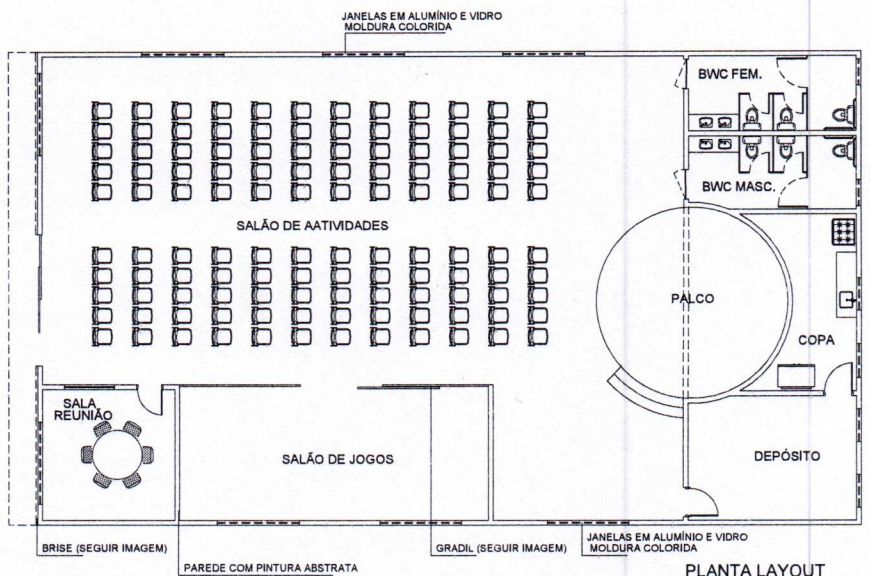 JANELAS EM ALUMÍNIO E VIDRO
MOLDURA COLORIDA
BWC FEM.
BWC MASC.
SALÃO DE AATIVIDADES
PALCO
COPA
SALA
REUNIÃO
SALÃO DE JOGOS
DEPÓSITO
BRISE (SEGUIR IMAGEM)
GRADIL (SEGUIR IMAGEM)
JANELAS EM ALUMÍNIO E VIDRO
MOLDURA COLORIDA
PAREDE COM PINTURA ABSTRATA
PLANTA LAYOUT